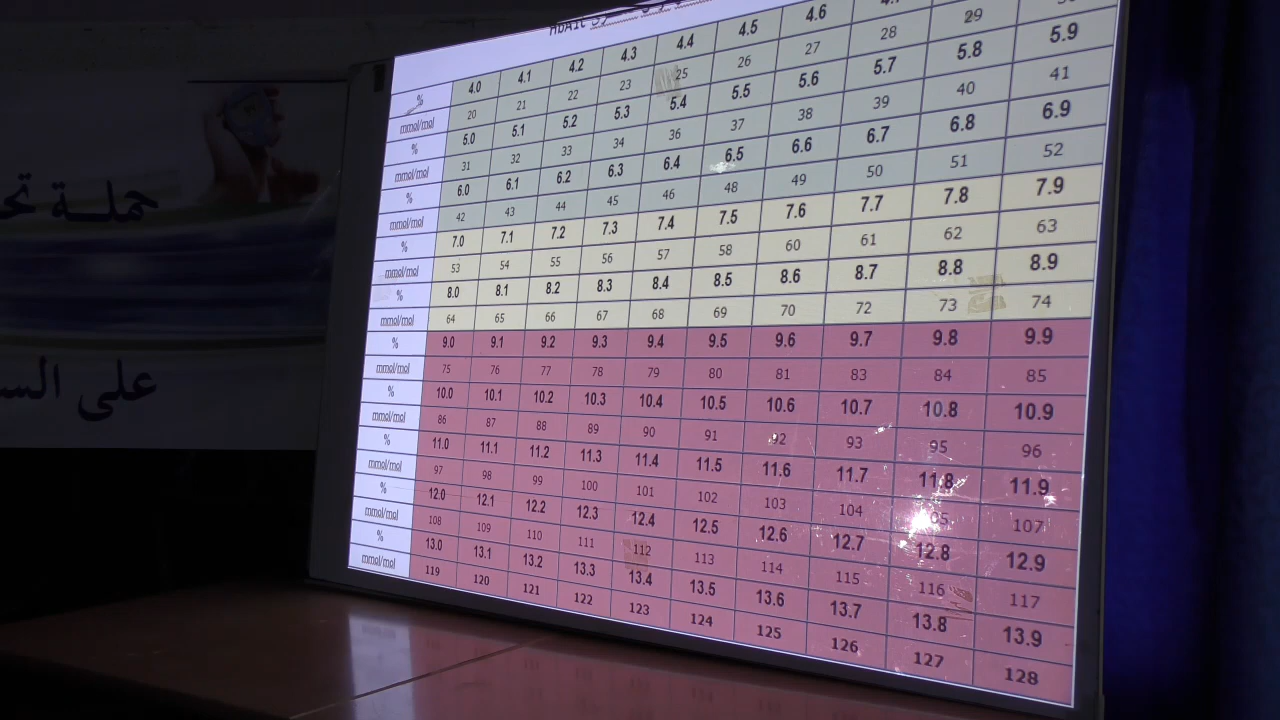 HbA1c
% 4.0 4.1 4.2 4.3 4.4 4.5 4.6
mmol/mol 20 21 22 23 25 26 27 28 29
% 5.0 5.1 5.2 5.3 5.4 5.5 5.6 5.7 5.8 5.9
mmol/mol 31 32 33 34 36 37 38 39 40 41
% 6.0 6.1 6.2 6.3 6.4 6.5 6.6 6.7 6.8 6.9
mmol/mol 42 43 44 45 46 48 49 50 51 52
% 7.0 7.1 7.2 7.3 7.4 7.5 7.6 7.7 7.8 7.9
mmol/mol 53 54 55 56 57 58 60 61 62 63
% 8.0 8.1 8.2 8.3 8.4 8.5 8.6 8.7 8.8 8.9
mmol/mol 64 65 66 67 68 69 70 72 73 74
% 9.0 9.1 9.2 9.3 9.4 9.5 9.6 9.7 9.8 9.9
mmol/mol 75 76 77 78 79 80 81 83 84 85
% 10.0 10.1 10.2 10.3 10.4 10.5 10.6 10.7 10.8 10.9
mmol/mol 86 87 88 89 90 91 92 93 95 96
% 11.0 11.1 11.2 11.3 11.4 11.5 11.6 11.7 11.8 11.9
mmol/mol 97 98 99 100 101 102 103 104 107
% 12.0 12.1 12.2 12.3 12.4 12.5 12.6 12.7 12.8 12.9
mmol/mol 108 109 110 111 112 113 114 115 116 117
% 13.0 13.1 13.2 13.3 13.4 13.5 13.6 13.7 13.8 13.9
mmol/mol 119 120 121 122 123 124 125 126 127 128
حملة
على